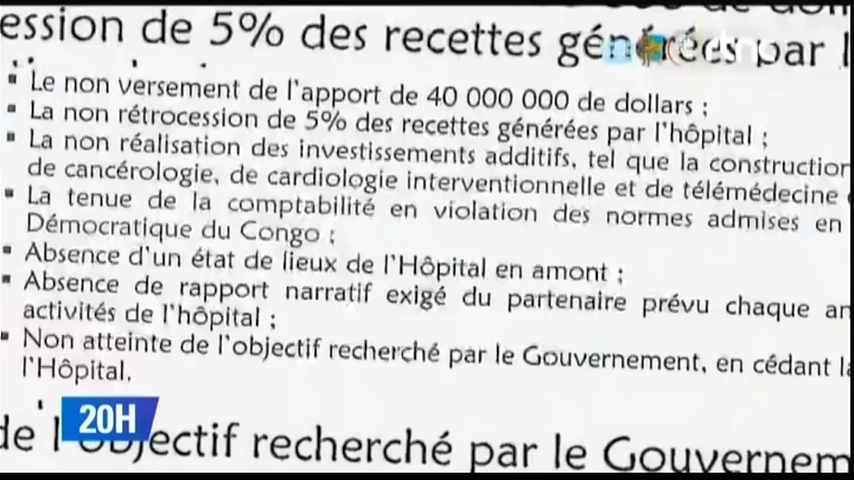 ession de 5% des recettes générées par l
▪ Le non versement de l'apport de 40 000 000 de dollars ;
▪ La non rétrocession de 5% des recettes générées par l'hôpital ;
▪ La non réalisation des investissements additifs, tel que la construction
de cancérologie, de cardiologie interventionnelle et de télémédecine
▪ La tenue de la comptabilité en violation des normes admises en
Démocratique du Congo ;
▪ Absence d'un état de lieux de l'Hôpital en amont ;
▪ Absence de rapport narratif exigé du partenaire prévu chaque an
activités de l'hôpital ;
▪ Non atteinte de l'objectif recherché par le Gouvernement, en cédant la
l'Hôpital.
20H
de l'objectif recherché par le Gouvernem